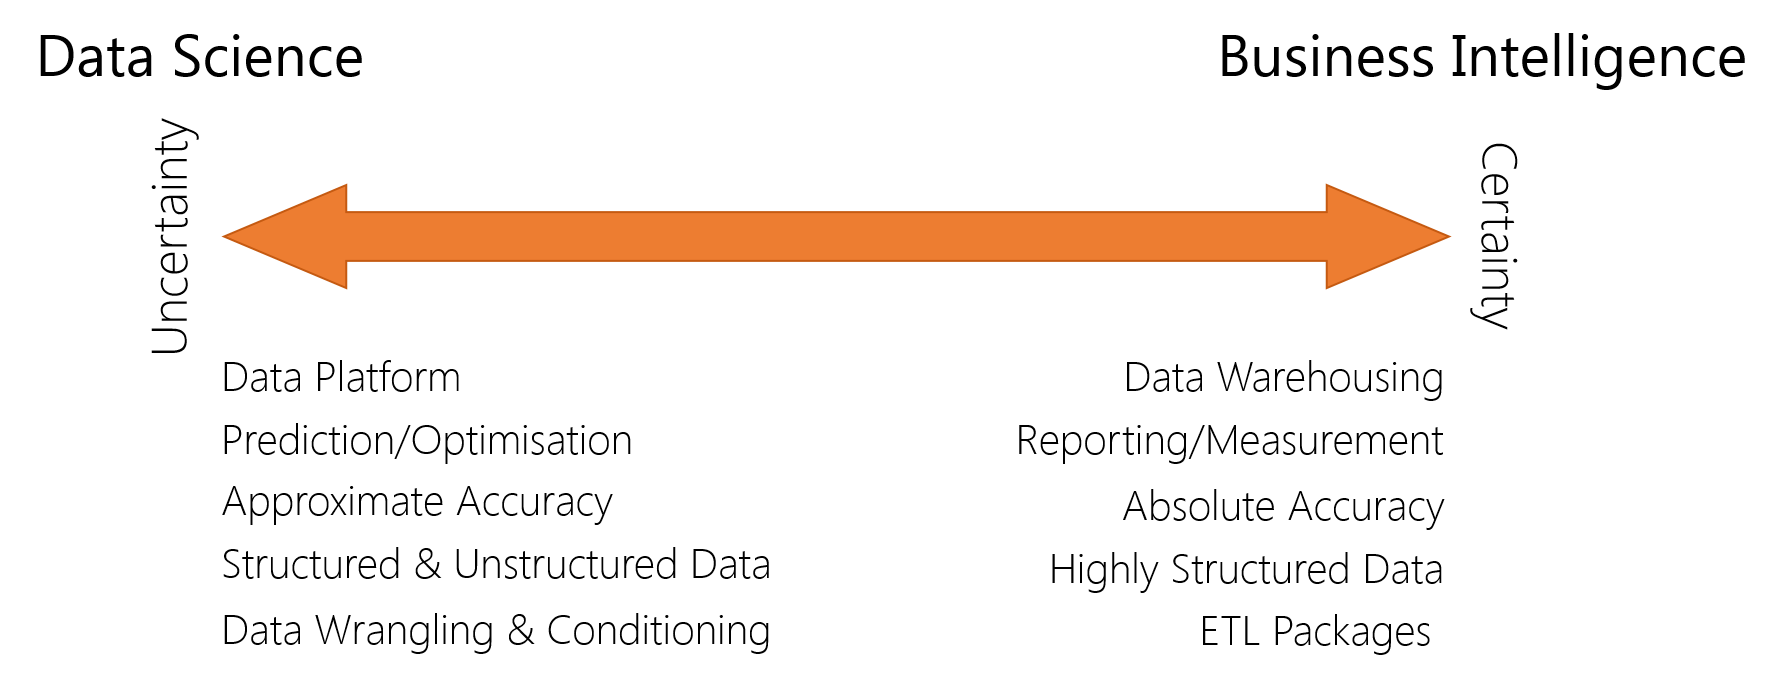 Data Science
Business Intelligence
Uncertainty
Certainty
Data Platform
Data Warehousing
Prediction/Optimisation
Reporting/Measurement
Approximate Accuracy
Absolute Accuracy
Structured & Unstructured Data
Highly Structured Data
Data Wrangling & Conditioning
ETL Packages